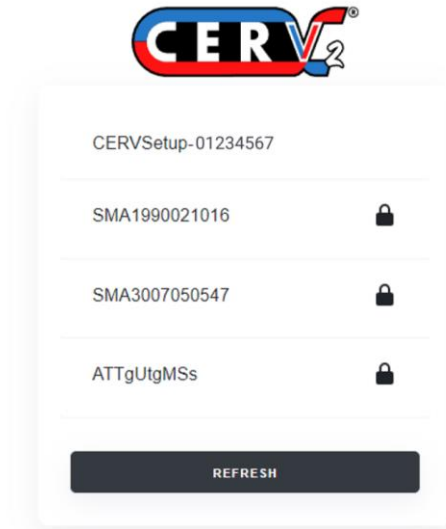 CERV2®
CERVSetup-01234567
SMA1990021016
SMA3007050547
ATTgUtgMSs
REFRESH